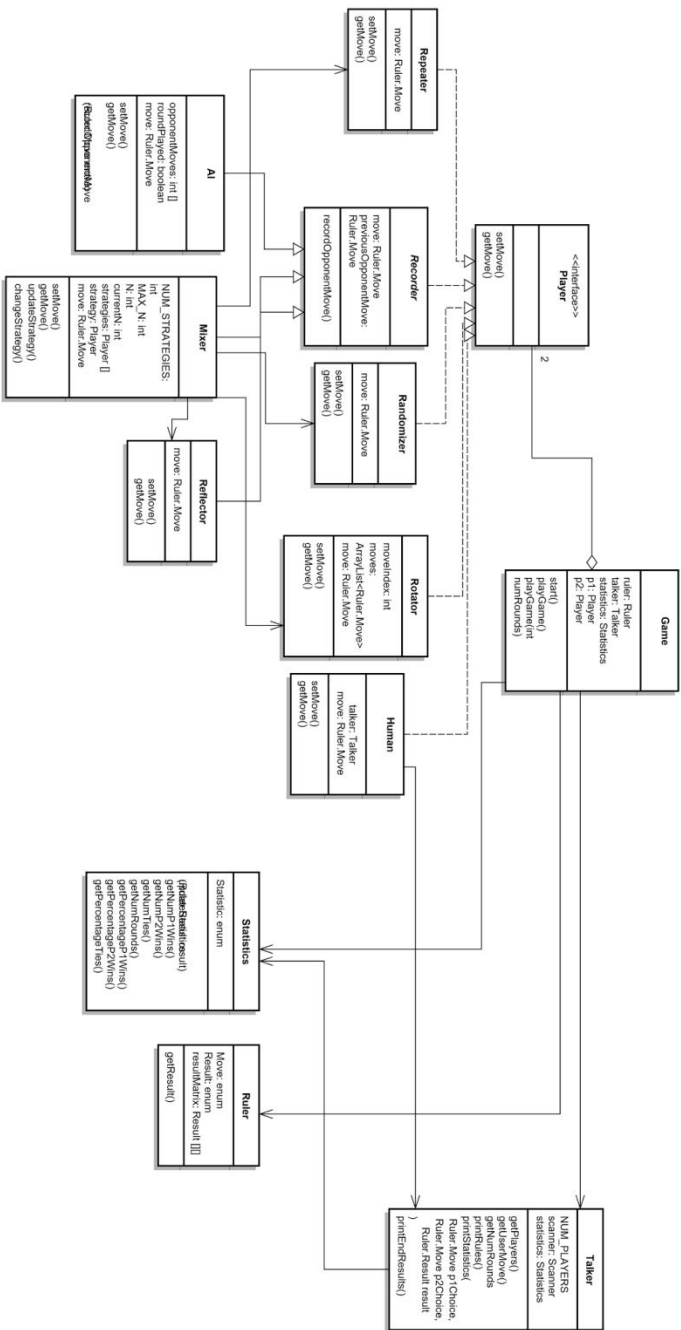 <<interface>>
Player
setMove()
getMove()
2
Game
ruler: Ruler
talker: Talker
statistics: Statistics
p1: Player
p2: Player
start()
playGame()
playGame(int
numRounds)
Repeater
move: Ruler.Move
setMove()
getMove()
Recorder
move: Ruler.Move
previousOpponentMove:
Ruler.Move
recordOpponentMove()
Randomizer
move: Ruler.Move
setMove()
getMove()
Rotator
moveIndex: int
moves:
ArrayList<Ruler.Move>
move: Ruler.Move
setMove()
getMove()
Human
talker: Talker
move: Ruler.Move
setMove()
getMove()
AI
opponentMoves: int []
roundPlayed: boolean
move: Ruler.Move
setMove()
getMove()
Mixer
NUM_STRATEGIES:
int
MAX_N: int
N: int
currentN: int
strategies: Player []
strategy: Player
move: Ruler.Move
setMove()
getMove()
updateStrategy()
changeStrategy()
Reflector
move: Ruler.Move
setMove()
getMove()
Statistics
Statistic: enum
result)
getNumP1Wins()
getNumP2Wins()
getNumTies()
getNumRounds()
getPercentageP1Wins()
getPercentageP2Wins()
getPercentageTies()
Ruler
Move: enum
Result: enum
resultMatrix: Result [][]
getResult()
Talker
NUM_PLAYERS
scanner: Scanner
statistics: Statistics
getPlayers()
getUserMove()
getNumRounds
printRules()
printStatistics(
Ruler.Move p1Choice,
Ruler.Move p2Choice,
Ruler.Result result
)
printEndResults()